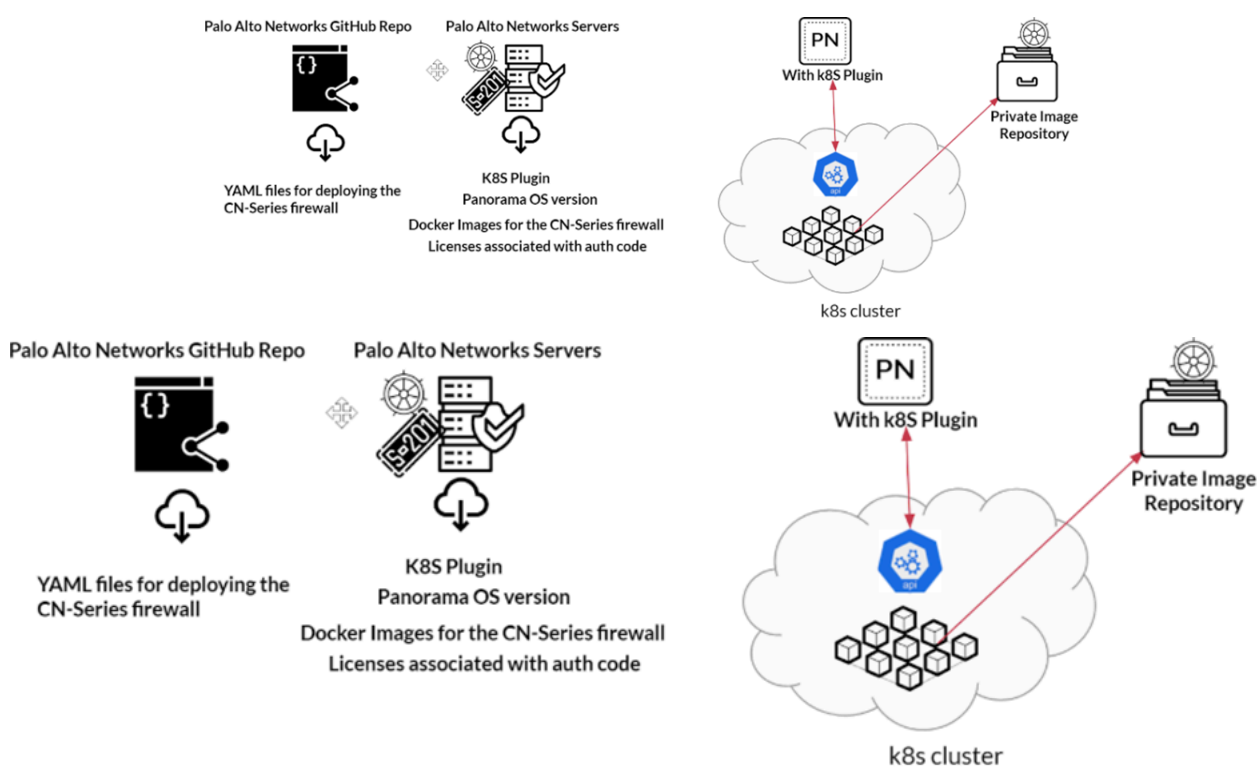 Palo Alto Networks GitHub Repo
Palo Alto Networks Servers
{}
S-201
YAML files for deploying the
CN-Series firewall
K8S Plugin
Panorama OS version
Docker Images for the CN-Series firewall
Licenses associated with auth code
PN
With k8S Plugin
Private Image
Repository
api
k8s cluster
Palo Alto Networks GitHub Repo
Palo Alto Networks Servers
{}
S-201
YAML files for deploying the
CN-Series firewall
K8S Plugin
Panorama OS version
Docker Images for the CN-Series firewall
Licenses associated with auth code
PN
With k8S Plugin
Private Image
Repository
api
k8s cluster